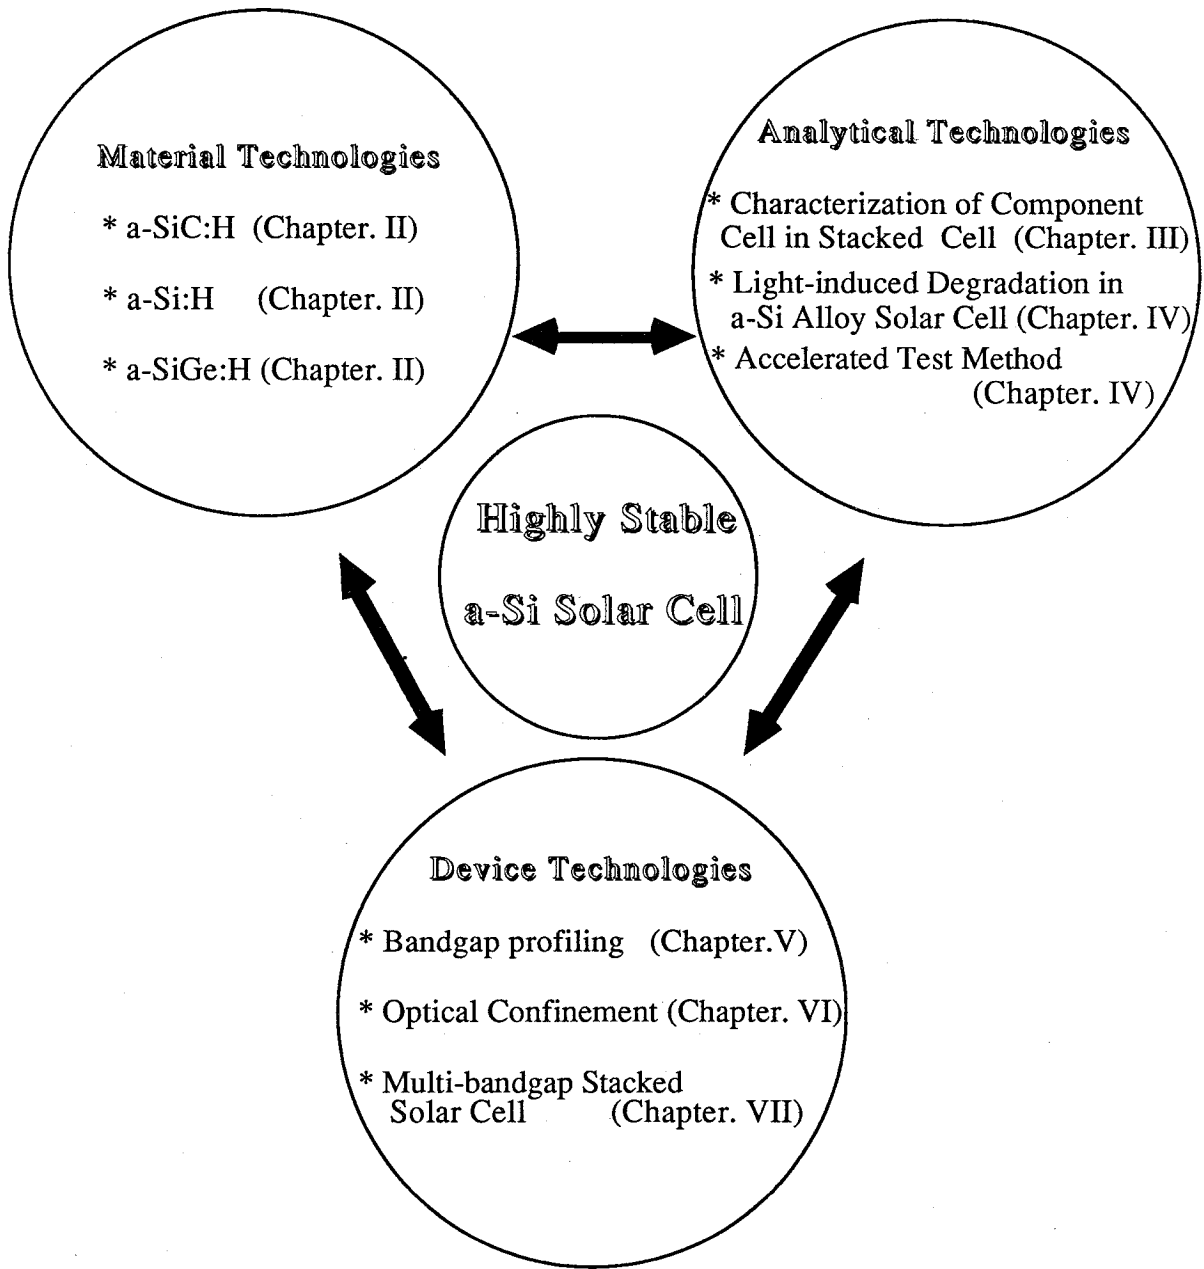 Material Technologies
* a-SiC:H (Chapter. II)
* a-Si:H (Chapter. II)
* a-SiGe:H (Chapter. II)
Analytical Technologies
* Characterization of Component
Cell in Stacked Cell (Chapter. III)
* Light-induced Degradation in
a-Si Alloy Solar Cell (Chapter. IV)
* Accelerated Test Method
(Chapter. IV)
Highly Stable
a-Si Solar Cell
Device Technologies
* Bandgap profiling (Chapter.V)
* Optical Confinement (Chapter. VI)
* Multi-bandgap Stacked
Solar Cell (Chapter. VII)